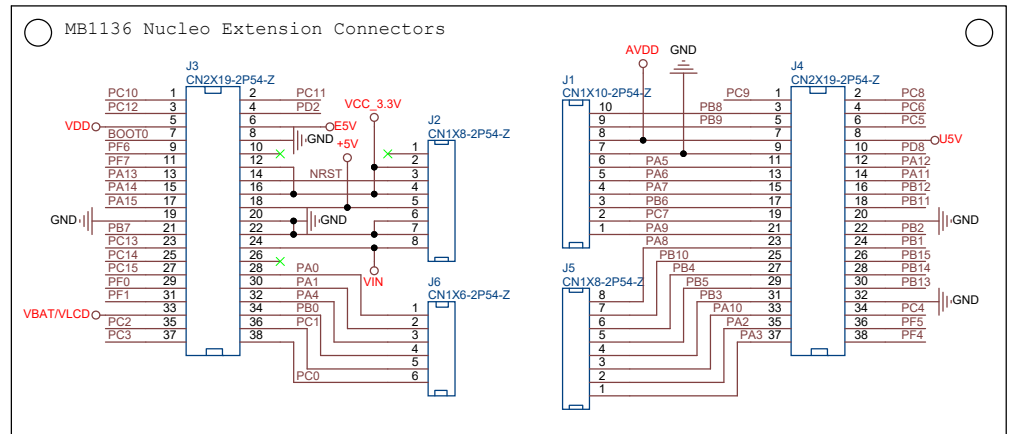 MB1136 Nucleo Extension Connectors
J3
CN2X19-2P54-Z
PC10 1 2 PC11
PC12 3 4 PD2
VDD 5 6 E5V
BOOT0 7 8 GND
PF6 9 10
PF7 11 12
PA13 13 14 NRST
PA14 15 16
PA15 17 18
GND 19 20 GND
PB7 21 22
PC13 23 24
PC14 25 26
PC15 27 28 PA0
PF0 29 30 PA1
PF1 31 32 PA4
VBAT/VLCD 33 34 PB0
PC2 35 36 PC1
PC3 37 38 PC0
VCC_3.3V
+5V
VIN
J2
CN1X8-2P54-Z
1
2
3
4
5
6
7
8
J6
CN1X6-2P54-Z
1
2
3
4
5
6
AVDD GND
J1
CN1X10-2P54-Z
10 PB8
9 PB9
8
7
6 PA5
5 PA6
4 PA7
3 PB6
2 PC7
1 PA9
PA8
J5
CN1X8-2P54-Z
PB10
PB4
PB5
PB3
PA10
PA2
PA3
8
7
6
5
4
3
2
1
J4
CN2X19-2P54-Z
PC9 1 2 PC8
3 4 PC6
5 6 PC5
7 8 U5V
9 10 PD8
11 12 PA12
13 14 PA11
15 16 PB12
17 18 PB11
19 20 GND
21 22 PB2
23 24 PB1
25 26 PB15
27 28 PB14
29 30 PB13
31 32 GND
33 34 PC4
35 36 PF5
37 38 PF4